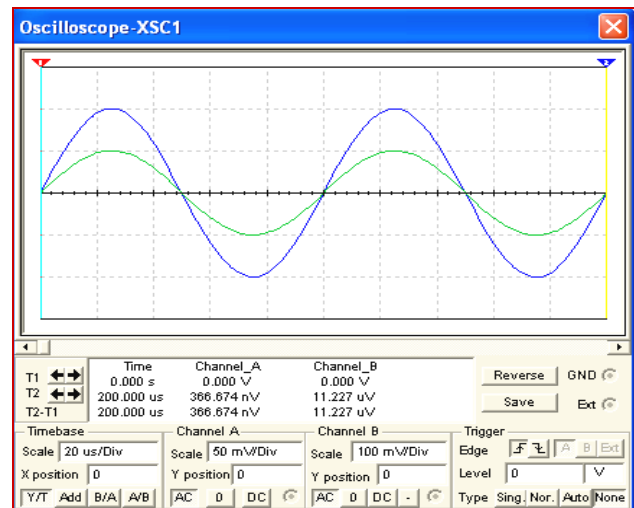 Oscilloscope-XSC1
1 2
Time Channel_A Channel_B
T1 0.000 s 0.000 V 0.000 V
T2 200.000 us 366.674 nV 11.227 uV
T2-T1 200.000 us 366.674 nV 11.227 uV
Reverse GND
Save Ext
Timebase Channel A Channel B Trigger
Scale 20 us/Div Scale 50 mV/Div Scale 100 mV/Div Edge A B Ext
X position 0 Y position 0 Y position 0 Level 0 V
Y/T Add B/A A/B AC 0 DC AC 0 DC - Type Sing. Nor. Auto None